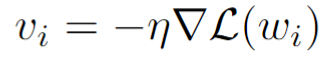 $v_i = -\eta \nabla \mathcal{L}(w_i)$